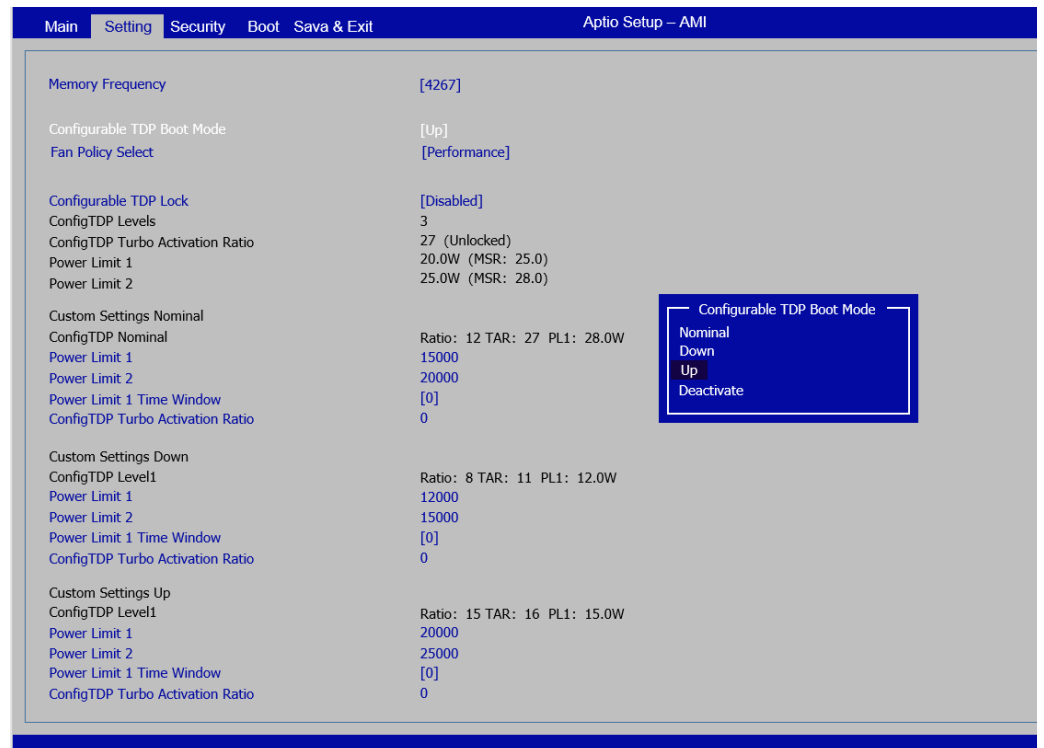 Aptio Setup – AMI
Main Setting Security Boot Sava & Exit
Memory Frequency [4267]
Configurable TDP Boot Mode [Up]
Fan Policy Select [Performance]
Configurable TDP Lock [Disabled]
ConfigTDP Levels 3
ConfigTDP Turbo Activation Ratio 27 (Unlocked)
Power Limit 1 20.0W (MSR: 25.0)
Power Limit 2 25.0W (MSR: 28.0)
Custom Settings Nominal
ConfigTDP Nominal Ratio: 12 TAR: 27 PL1: 28.0W
Power Limit 1 15000
Power Limit 2 20000
Power Limit 1 Time Window [0]
ConfigTDP Turbo Activation Ratio 0
Custom Settings Down
ConfigTDP Level1 Ratio: 8 TAR: 11 PL1: 12.0W
Power Limit 1 12000
Power Limit 2 15000
Power Limit 1 Time Window [0]
ConfigTDP Turbo Activation Ratio 0
Custom Settings Up
ConfigTDP Level1 Ratio: 15 TAR: 16 PL1: 15.0W
Power Limit 1 20000
Power Limit 2 25000
Power Limit 1 Time Window [0]
ConfigTDP Turbo Activation Ratio 0
Configurable TDP Boot Mode
Nominal
Down
Up
Deactivate